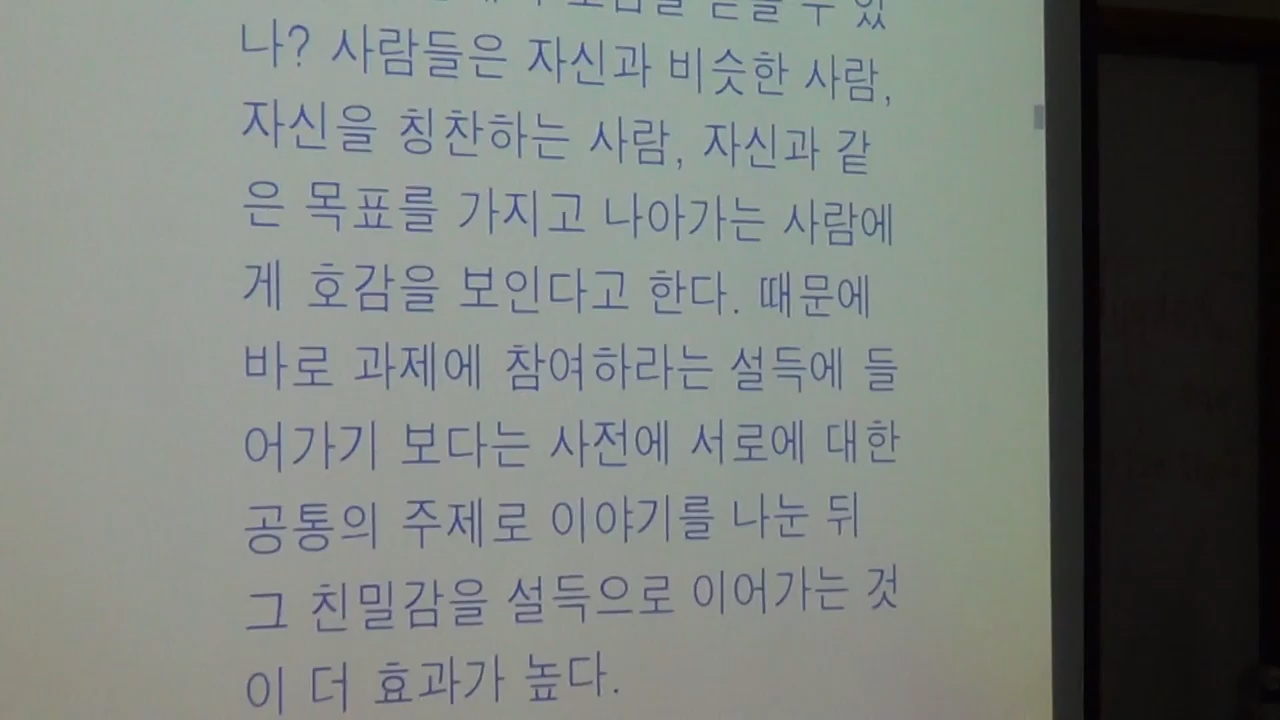 수 있
나? 사람들은 자신과 비슷한 사람,
자신을 칭찬하는 사람, 자신과 같
은 목표를 가지고 나아가는 사람에
게 호감을 보인다고 한다. 때문에
바로 과제에 참여하라는 설득에 들
어가기 보다는 사전에 서로에 대한
공통의 주제로 이야기를 나눈 뒤
그 친밀감을 설득으로 이어가는 것
이 더 효과가 높다.